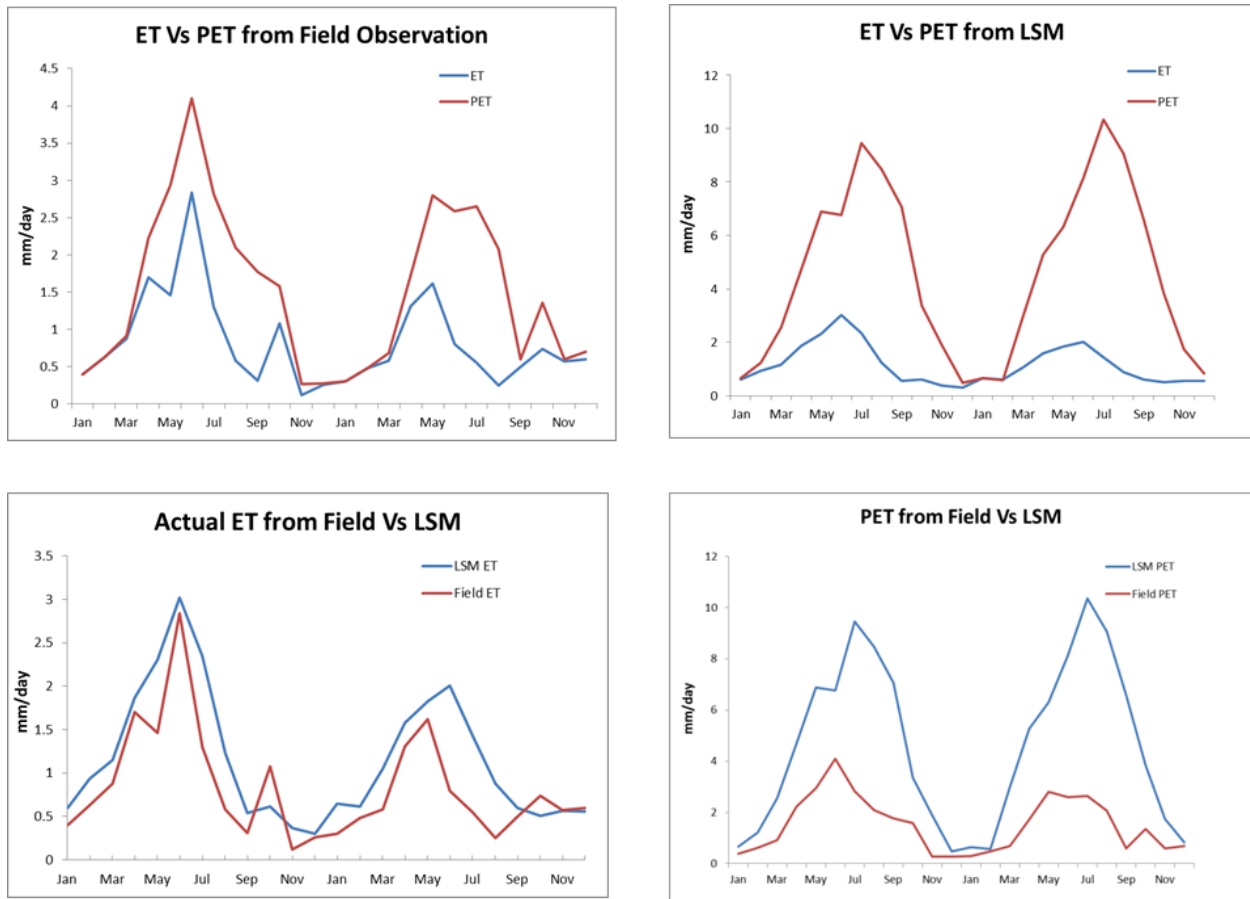 ET Vs PET from Field Observation
4.5
ET
4
PET
3.5
3
2.5
2
1.5
1
0.5
0
mm/day
Jan Mar May Jul Sep Nov Jan Mar May Jul Sep Nov
ET Vs PET from LSM
12
ET
PET
10
8
6
4
2
0
mm/day
Jan Mar May Jul Sep Nov Jan Mar May Jul Sep Nov
Actual ET from Field Vs LSM
3.5
LSM ET
Field ET
3
2.5
2
1.5
1
0.5
0
mm/day
Jan Mar May Jul Sep Nov Jan Mar May Jul Sep Nov
PET from Field Vs LSM
12
LSM PET
Field PET
10
8
6
4
2
0
mm/day
Jan Mar May Jul Sep Nov Jan Mar May Jul Sep Nov